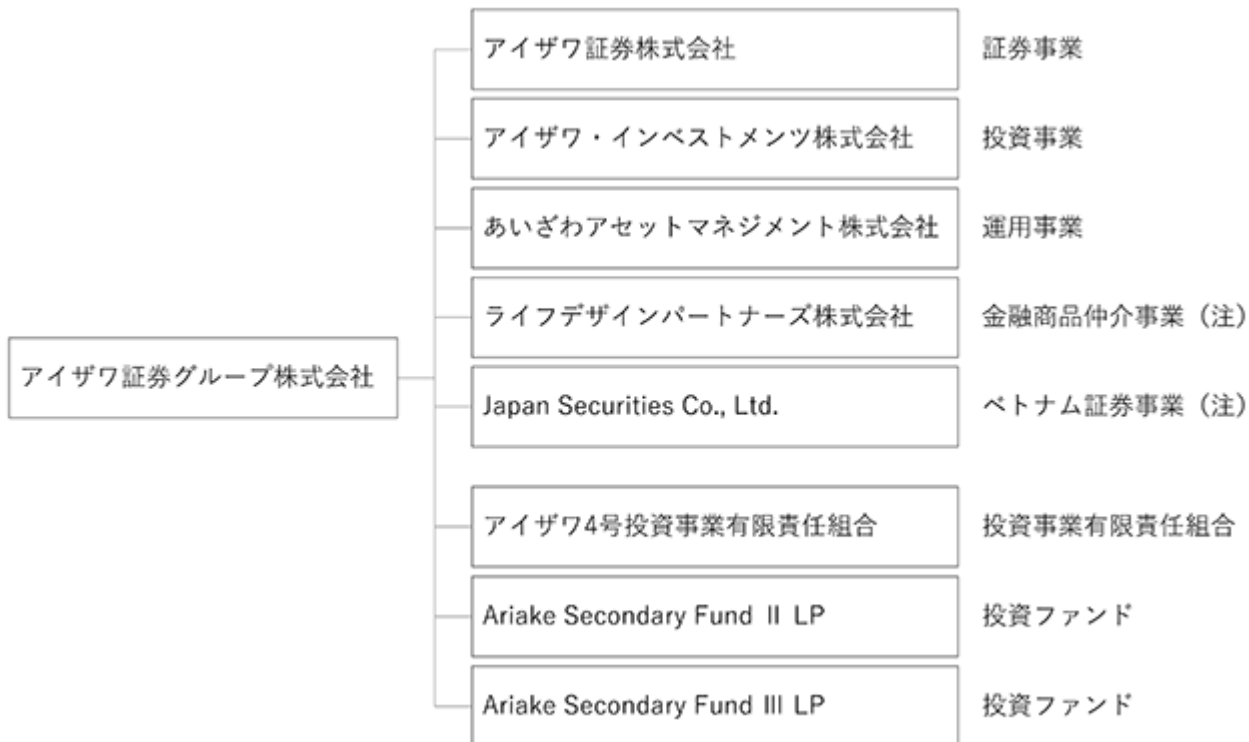 アイザワ証券株式会社 証券事業
アイザワ・インベストメンツ株式会社 投資事業
あいざわアセットマネジメント株式会社 運用事業
ライフデザインパートナーズ株式会社 金融商品仲介事業（注）
アイザワ証券グループ株式会社
Japan Securities Co., Ltd. ベトナム証券事業（注）
アイザワ4号投資事業有限責任組合 投資事業有限責任組合
Ariake Secondary Fund Ⅱ LP 投資ファンド
Ariake Secondary Fund Ⅲ LP 投資ファンド